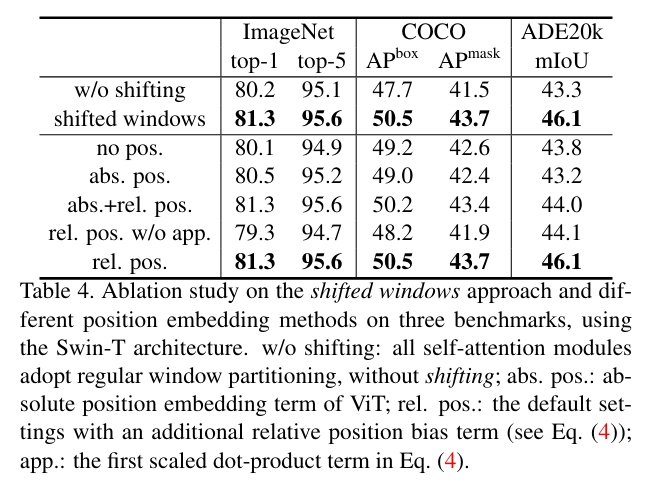 ImageNet COCO ADE20k
top-1 top-5 AP^box AP^mask mIoU
w/o shifting 80.2 95.1 47.7 41.5 43.3
shifted windows 81.3 95.6 50.5 43.7 46.1
no pos. 80.1 94.9 49.2 42.6 43.8
abs. pos. 80.5 95.2 49.0 42.4 43.2
abs.+rel. pos. 81.3 95.6 50.2 43.4 44.0
rel. pos. w/o app. 79.3 94.7 48.2 41.9 44.1
rel. pos. 81.3 95.6 50.5 43.7 46.1
Table 4. Ablation study on the shifted windows approach and dif-
ferent position embedding methods on three benchmarks, using
the Swin-T architecture. w/o shifting: all self-attention modules
adopt regular window partitioning, without shifting; abs. pos.: ab-
solute position embedding term of ViT; rel. pos.: the default set-
tings with an additional relative position bias term (see Eq. (4));
app.: the first scaled dot-product term in Eq. (4).